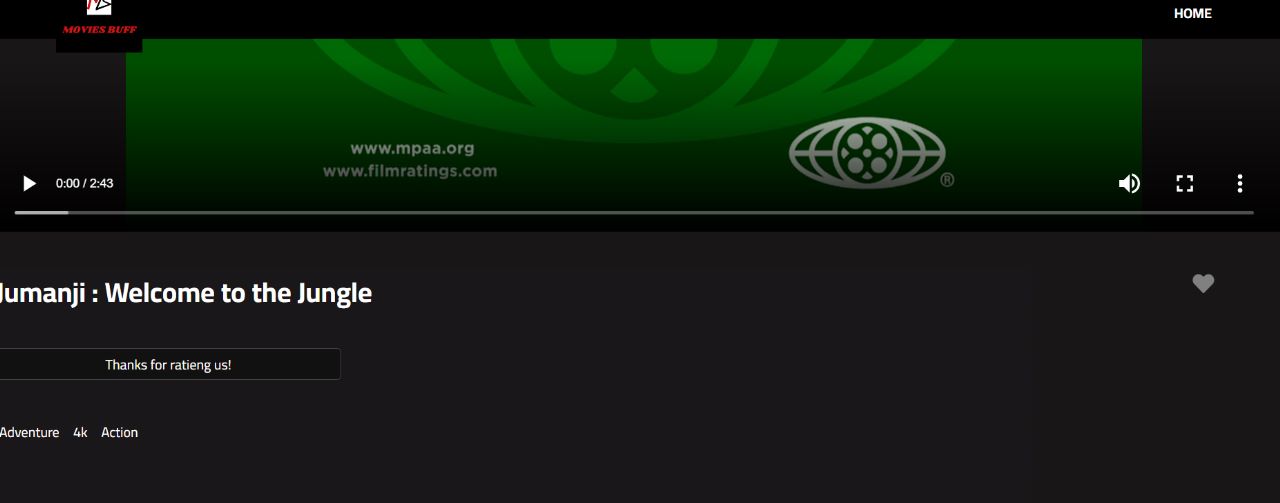 HOME
MOVIES BUFF
www.mpaa.org
www.filmratings.com
®
0:00 / 2:43
Jumanji : Welcome to the Jungle
Thanks for ratieng us!
Adventure 4k Action